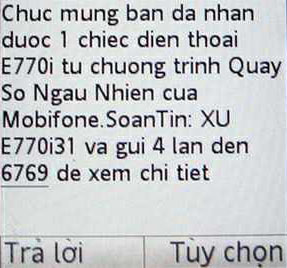 Chuc mung ban da nhan
duoc 1 chiec dien thoai
E770i tu chuong trinh Quay
So Ngau Nhien cua
Mobifone.SoanTin: XU
E770i31 va gui 4 lan den
6769 de xem chi tiet
Trả lời Tùy chọn